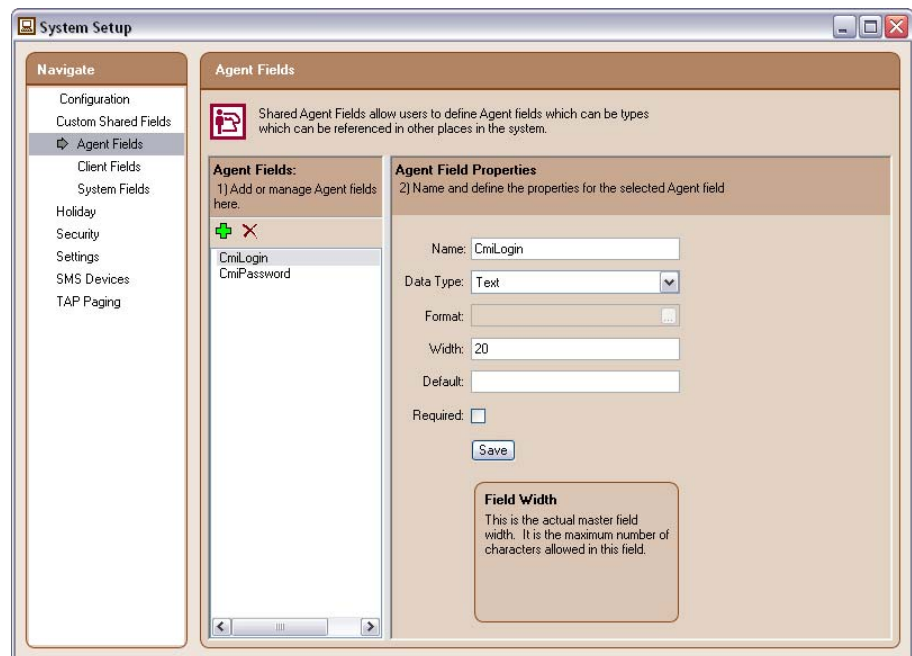 System Setup
Navigate
Configuration
Custom Shared Fields
Agent Fields
Client Fields
System Fields
Holiday
Security
Settings
SMS Devices
TAP Paging
Agent Fields
Shared Agent Fields allow users to define Agent fields which can be types
which can be referenced in other places in the system.
Agent Fields:
1) Add or manage Agent fields
here.
CmiLogin
CmiPassword
Agent Field Properties
2) Name and define the properties for the selected Agent field
Name: CmiLogin
Data Type: Text
Format: ...
Width: 20
Default:
Required:
Save
Field Width
This is the actual master field
width. It is the maximum number of
characters allowed in this field.